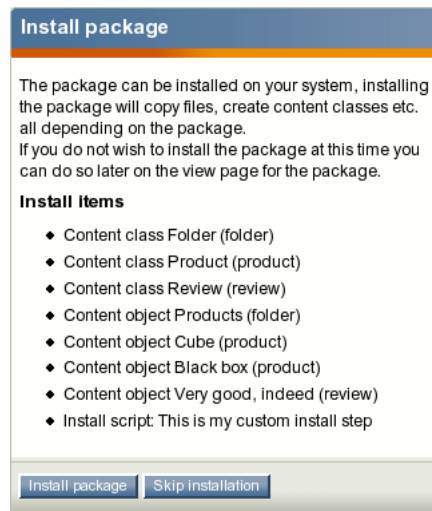 Install package
The package can be installed on your system, installing
the package will copy files, create content classes etc.
all depending on the package.
If you do not wish to install the package at this time you
can do so later on the view page for the package.
Install items
Content class Folder (folder)
Content class Product (product)
Content class Review (review)
Content object Products (folder)
Content object Cube (product)
Content object Black box (product)
Content object Very good, indeed (review)
Install script: This is my custom install step
Install package Skip installation